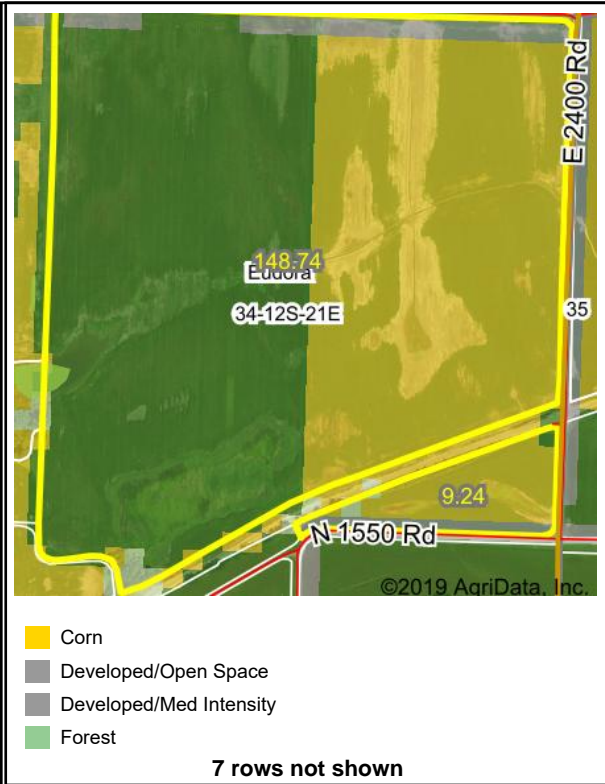 E 2400 Rd
148.74
Eudora
34-12S-21E
35
9.24
N 1550 Rd
©2019 AgriData, Inc.
Corn
Developed/Open Space
Developed/Med Intensity
Forest
7 rows not shown